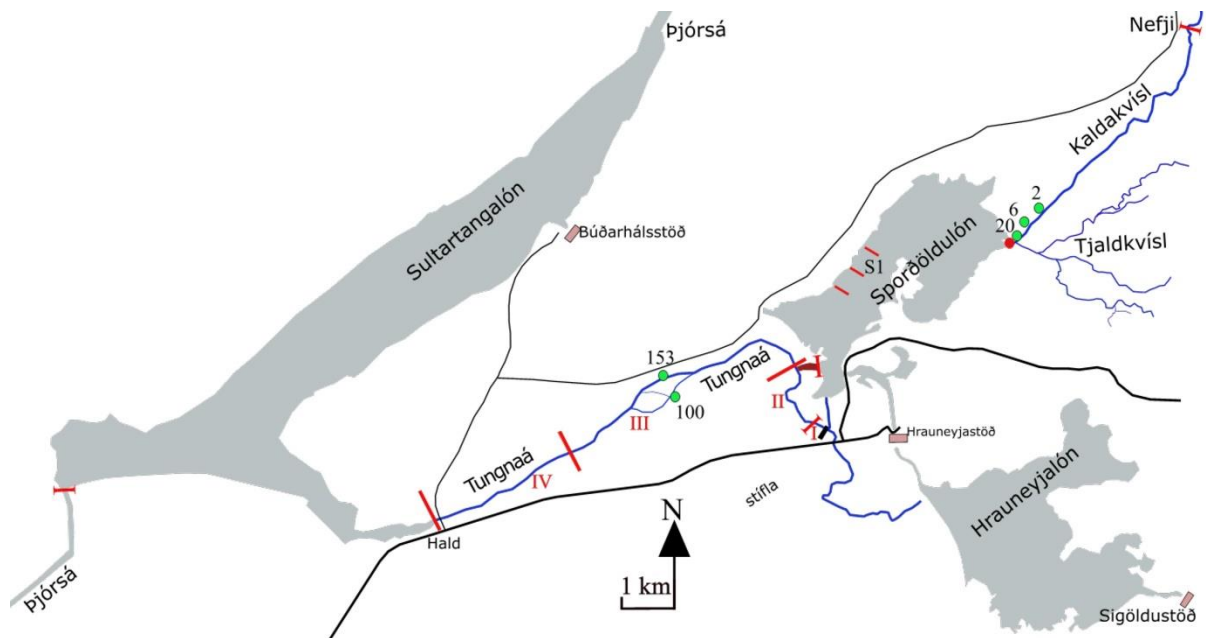 Þjórsá
Nefji
Kaldakvísl
2
6
20
Tjaldkvísl
Búðarhálsstöð
Sultartangalón
Sporðöldulón
S1
153
Tungnaá
I
II
100
III
I
Hrauneyjastöð
Tungnaá
IV
stífla
Hrauneyjalón
N
Hald
1 km
Þjórsá
Sigöldustöð